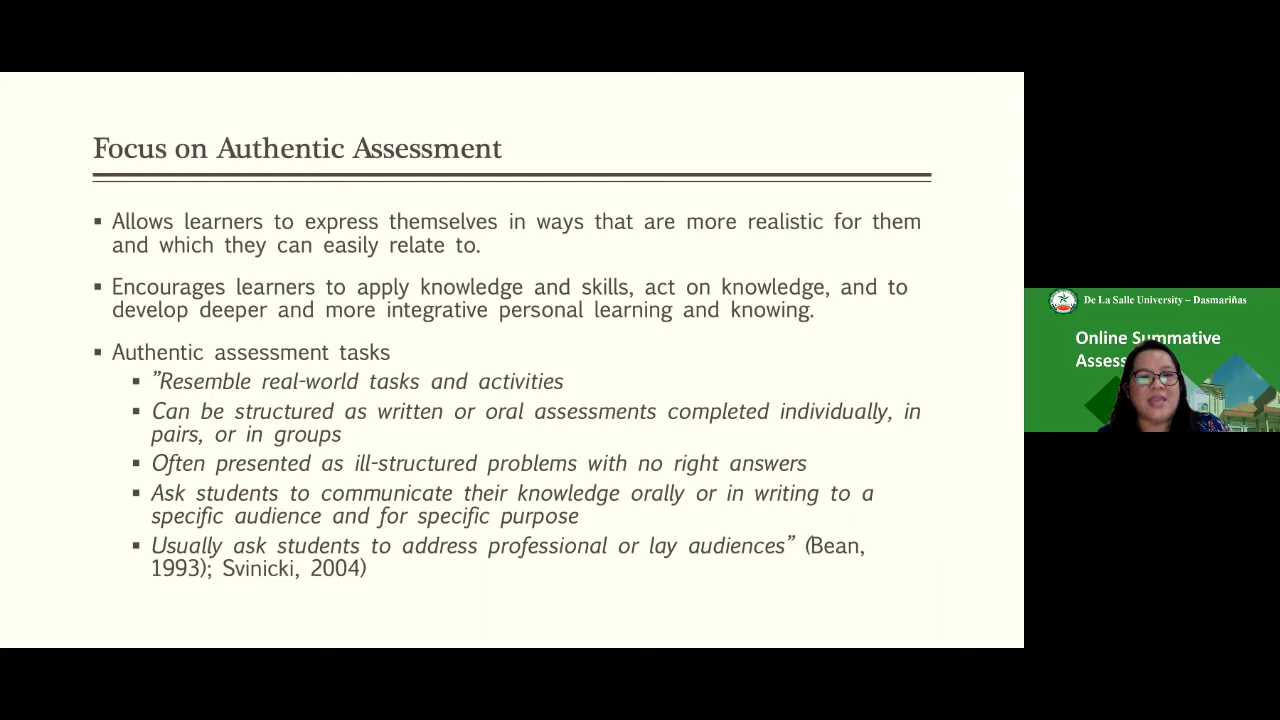 Focus on Authentic Assessment
▪ Allows learners to express themselves in ways that are more realistic for them
and which they can easily relate to.
▪ Encourages learners to apply knowledge and skills, act on knowledge, and to
develop deeper and more integrative personal learning and knowing.
▪ Authentic assessment tasks
▪ ”Resemble real-world tasks and activities
▪ Can be structured as written or oral assessments completed individually, in
pairs, or in groups
▪ Often presented as ill-structured problems with no right answers
▪ Ask students to communicate their knowledge orally or in writing to a
specific audience and for specific purpose
▪ Usually ask students to address professional or lay audiences” (Bean,
1993); Svinicki, 2004)
De La Salle University – Dasmariñas
Online Summative